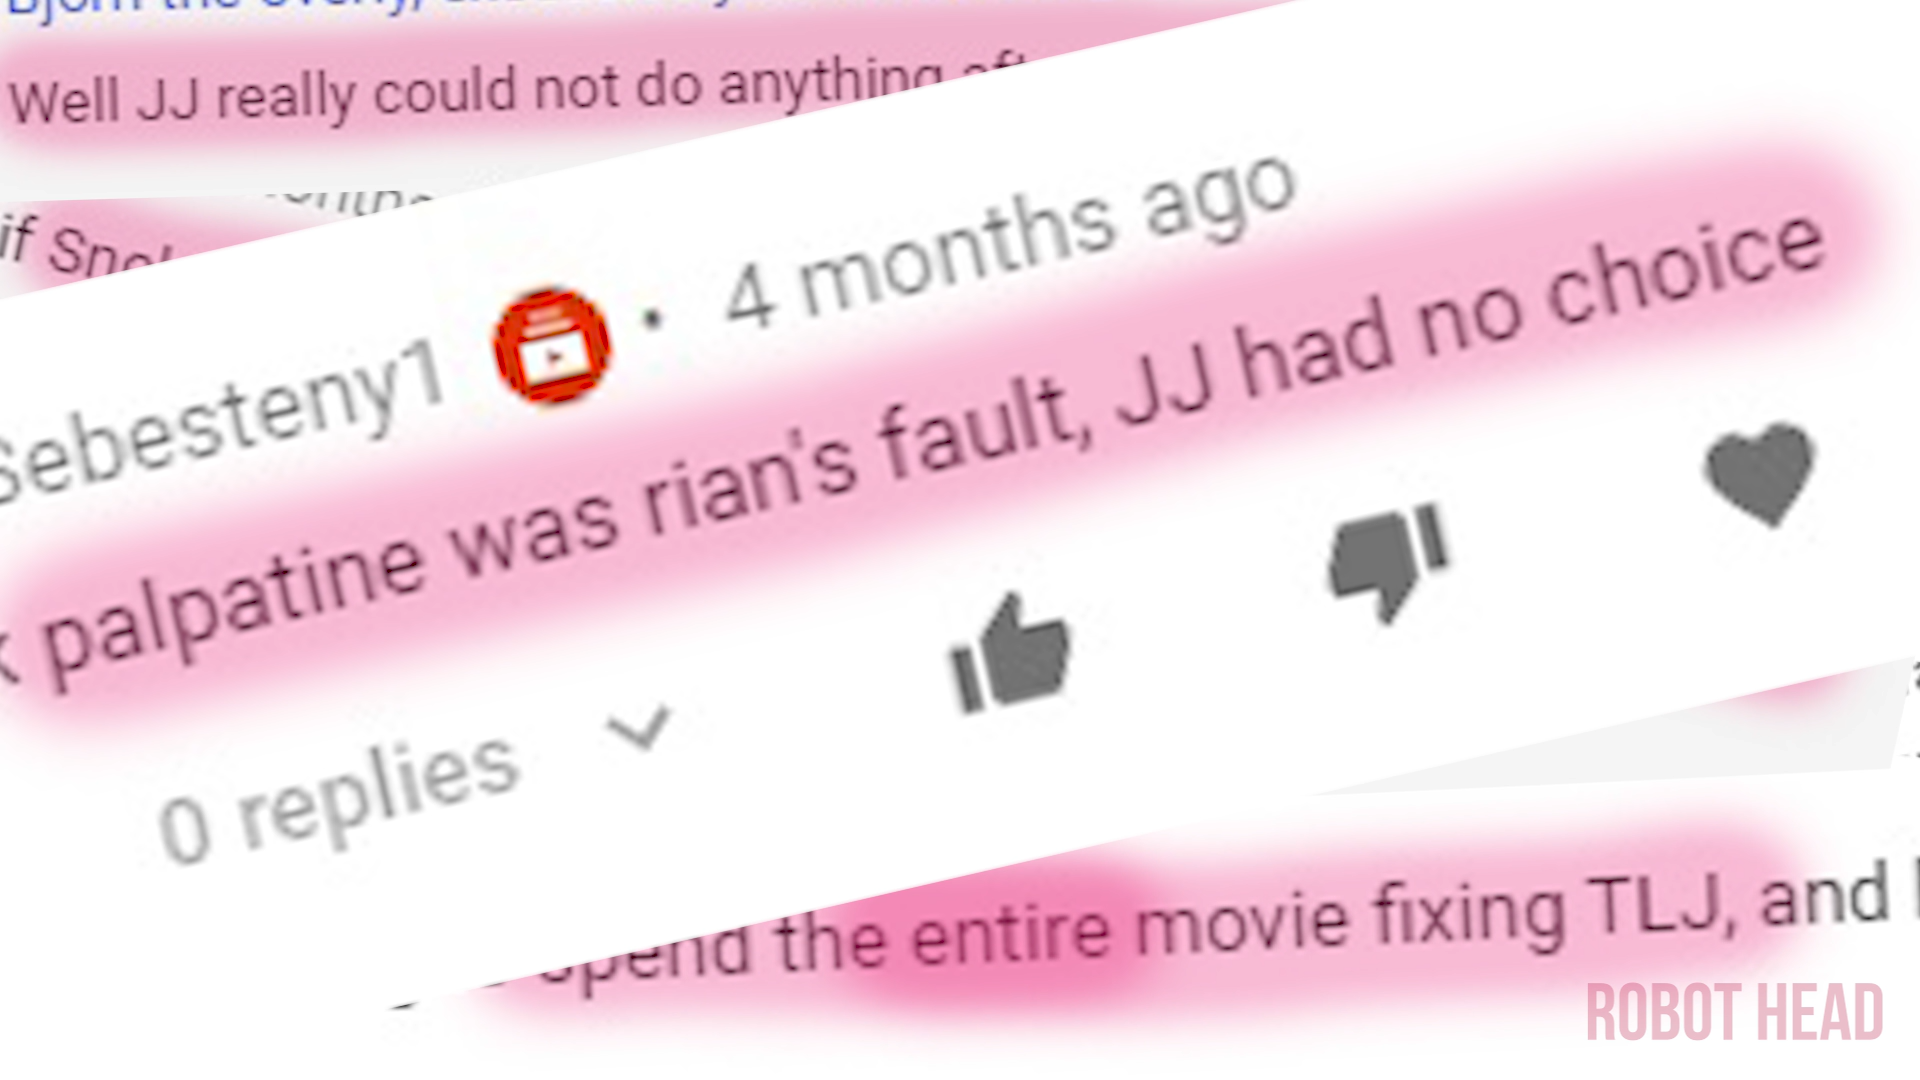 Well JJ really could not do anything
if
Sebesteny1 • 4 months ago
palpatine was rian's fault, JJ had no choice
0 replies
spend the entire movie fixing TLJ, and
ROBOT HEAD